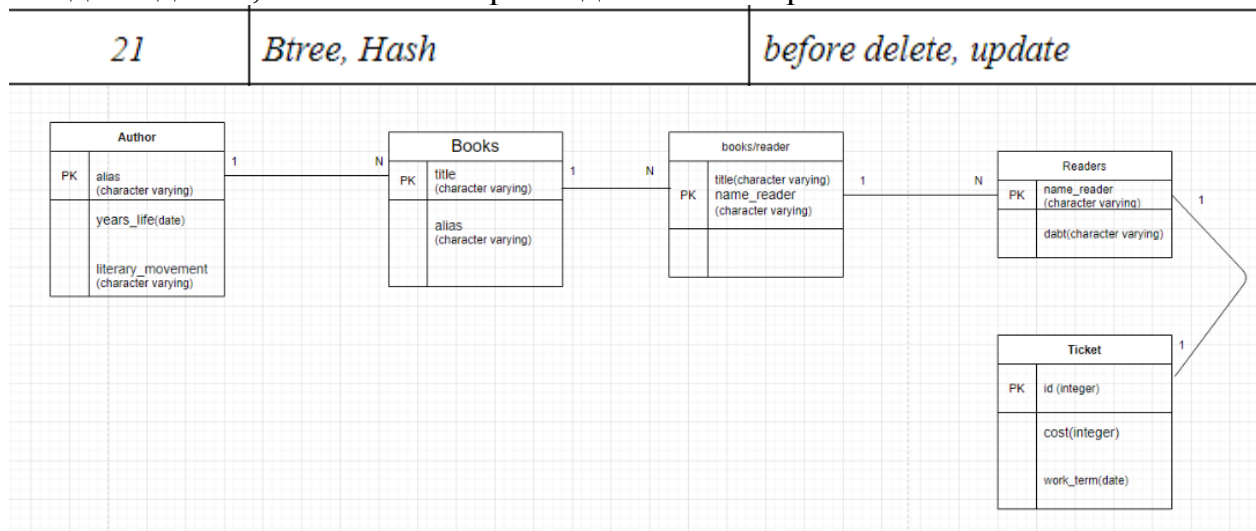 21 Btree, Hash before delete, update
Author
PK alias
(character varying)
years_life(date)
literary_movement
(character varying)
1 N
Books
PK title
(character varying)
alias
(character varying)
1 N
books/reader
PK title(character varying)
name_reader
(character varying)
1 N
Readers
PK name_reader
(character varying)
dabt(character varying)
1
1
Ticket
PK id (integer)
cost(integer)
work_term(date)